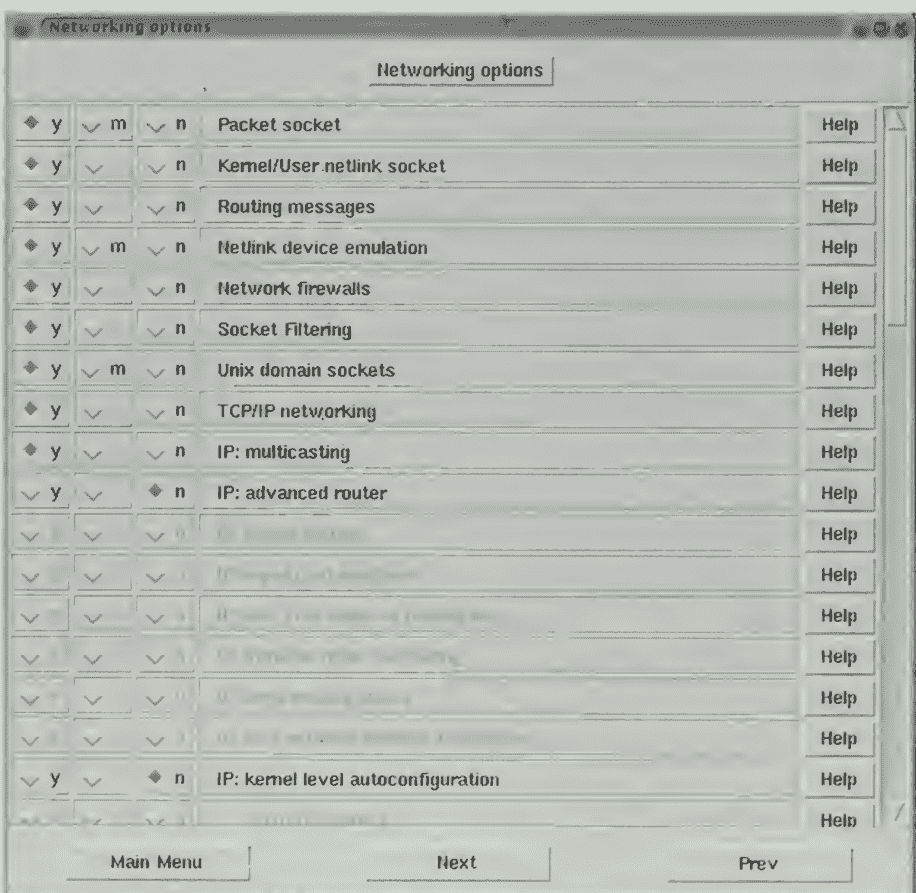 Networking options
Networking options
y m n Packet socket Help
y n Kernel/User netlink socket Help
y n Routing messages Help
y m n Netlink device emulation Help
y n Network firewalls Help
y n Socket Filtering Help
y m n Unix domain sockets Help
y n TCP/IP networking Help
y n IP: multicasting Help
y n IP: advanced router Help
Help
Help
Help
Help
Help
Help
y n IP: kernel level autoconfiguration Help
Help
Main Menu Next Prev